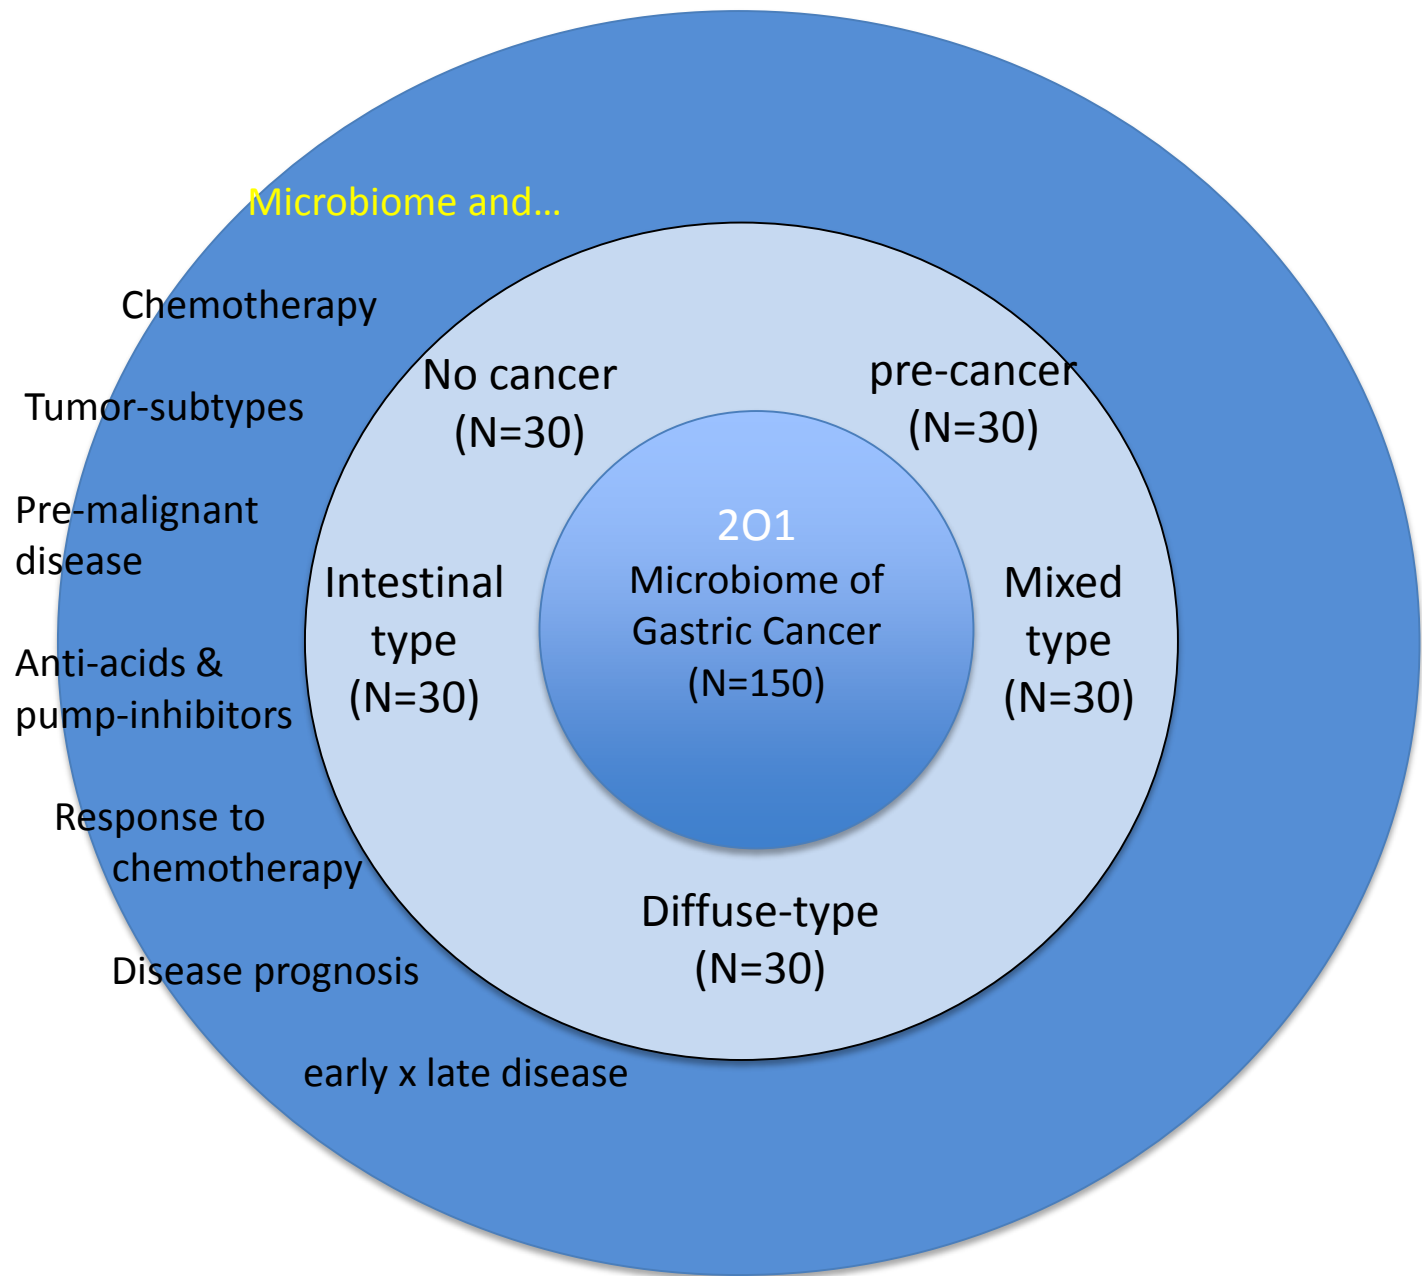 Microbiome and…
Chemotherapy
Tumor-subtypes
Pre-malignant
disease
Anti-acids &
pump-inhibitors
Response to
chemotherapy
Disease prognosis
early x late disease
No cancer
(N=30)
pre-cancer
(N=30)
Intestinal
type
(N=30)
2O1
Microbiome of
Gastric Cancer
(N=150)
Mixed
type
(N=30)
Diffuse-type
(N=30)